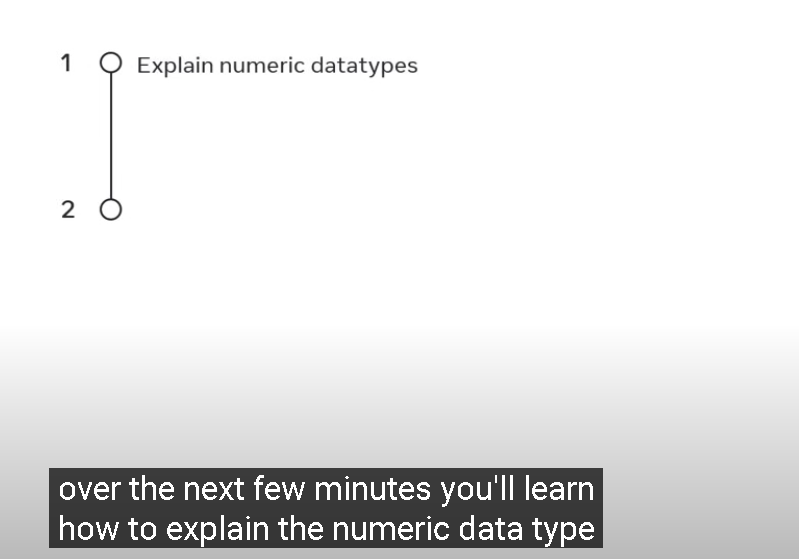 1 Explain numeric datatypes
2
over the next few minutes you'll learn
how to explain the numeric data type